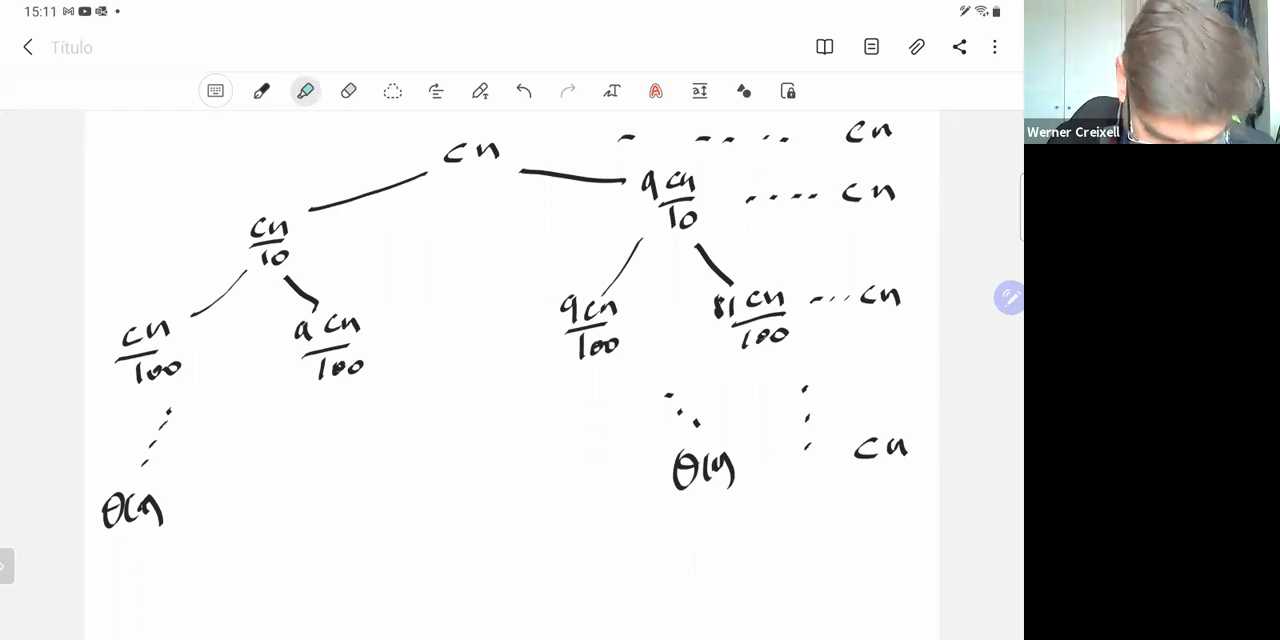 15:11
Título
cn - - - .. cn
cn/10 9cn/10 .... cn
cn/100 9cn/100 9cn/100 81cn/100 -... cn
cn
θ(1) θ(1)
Werner Creixell